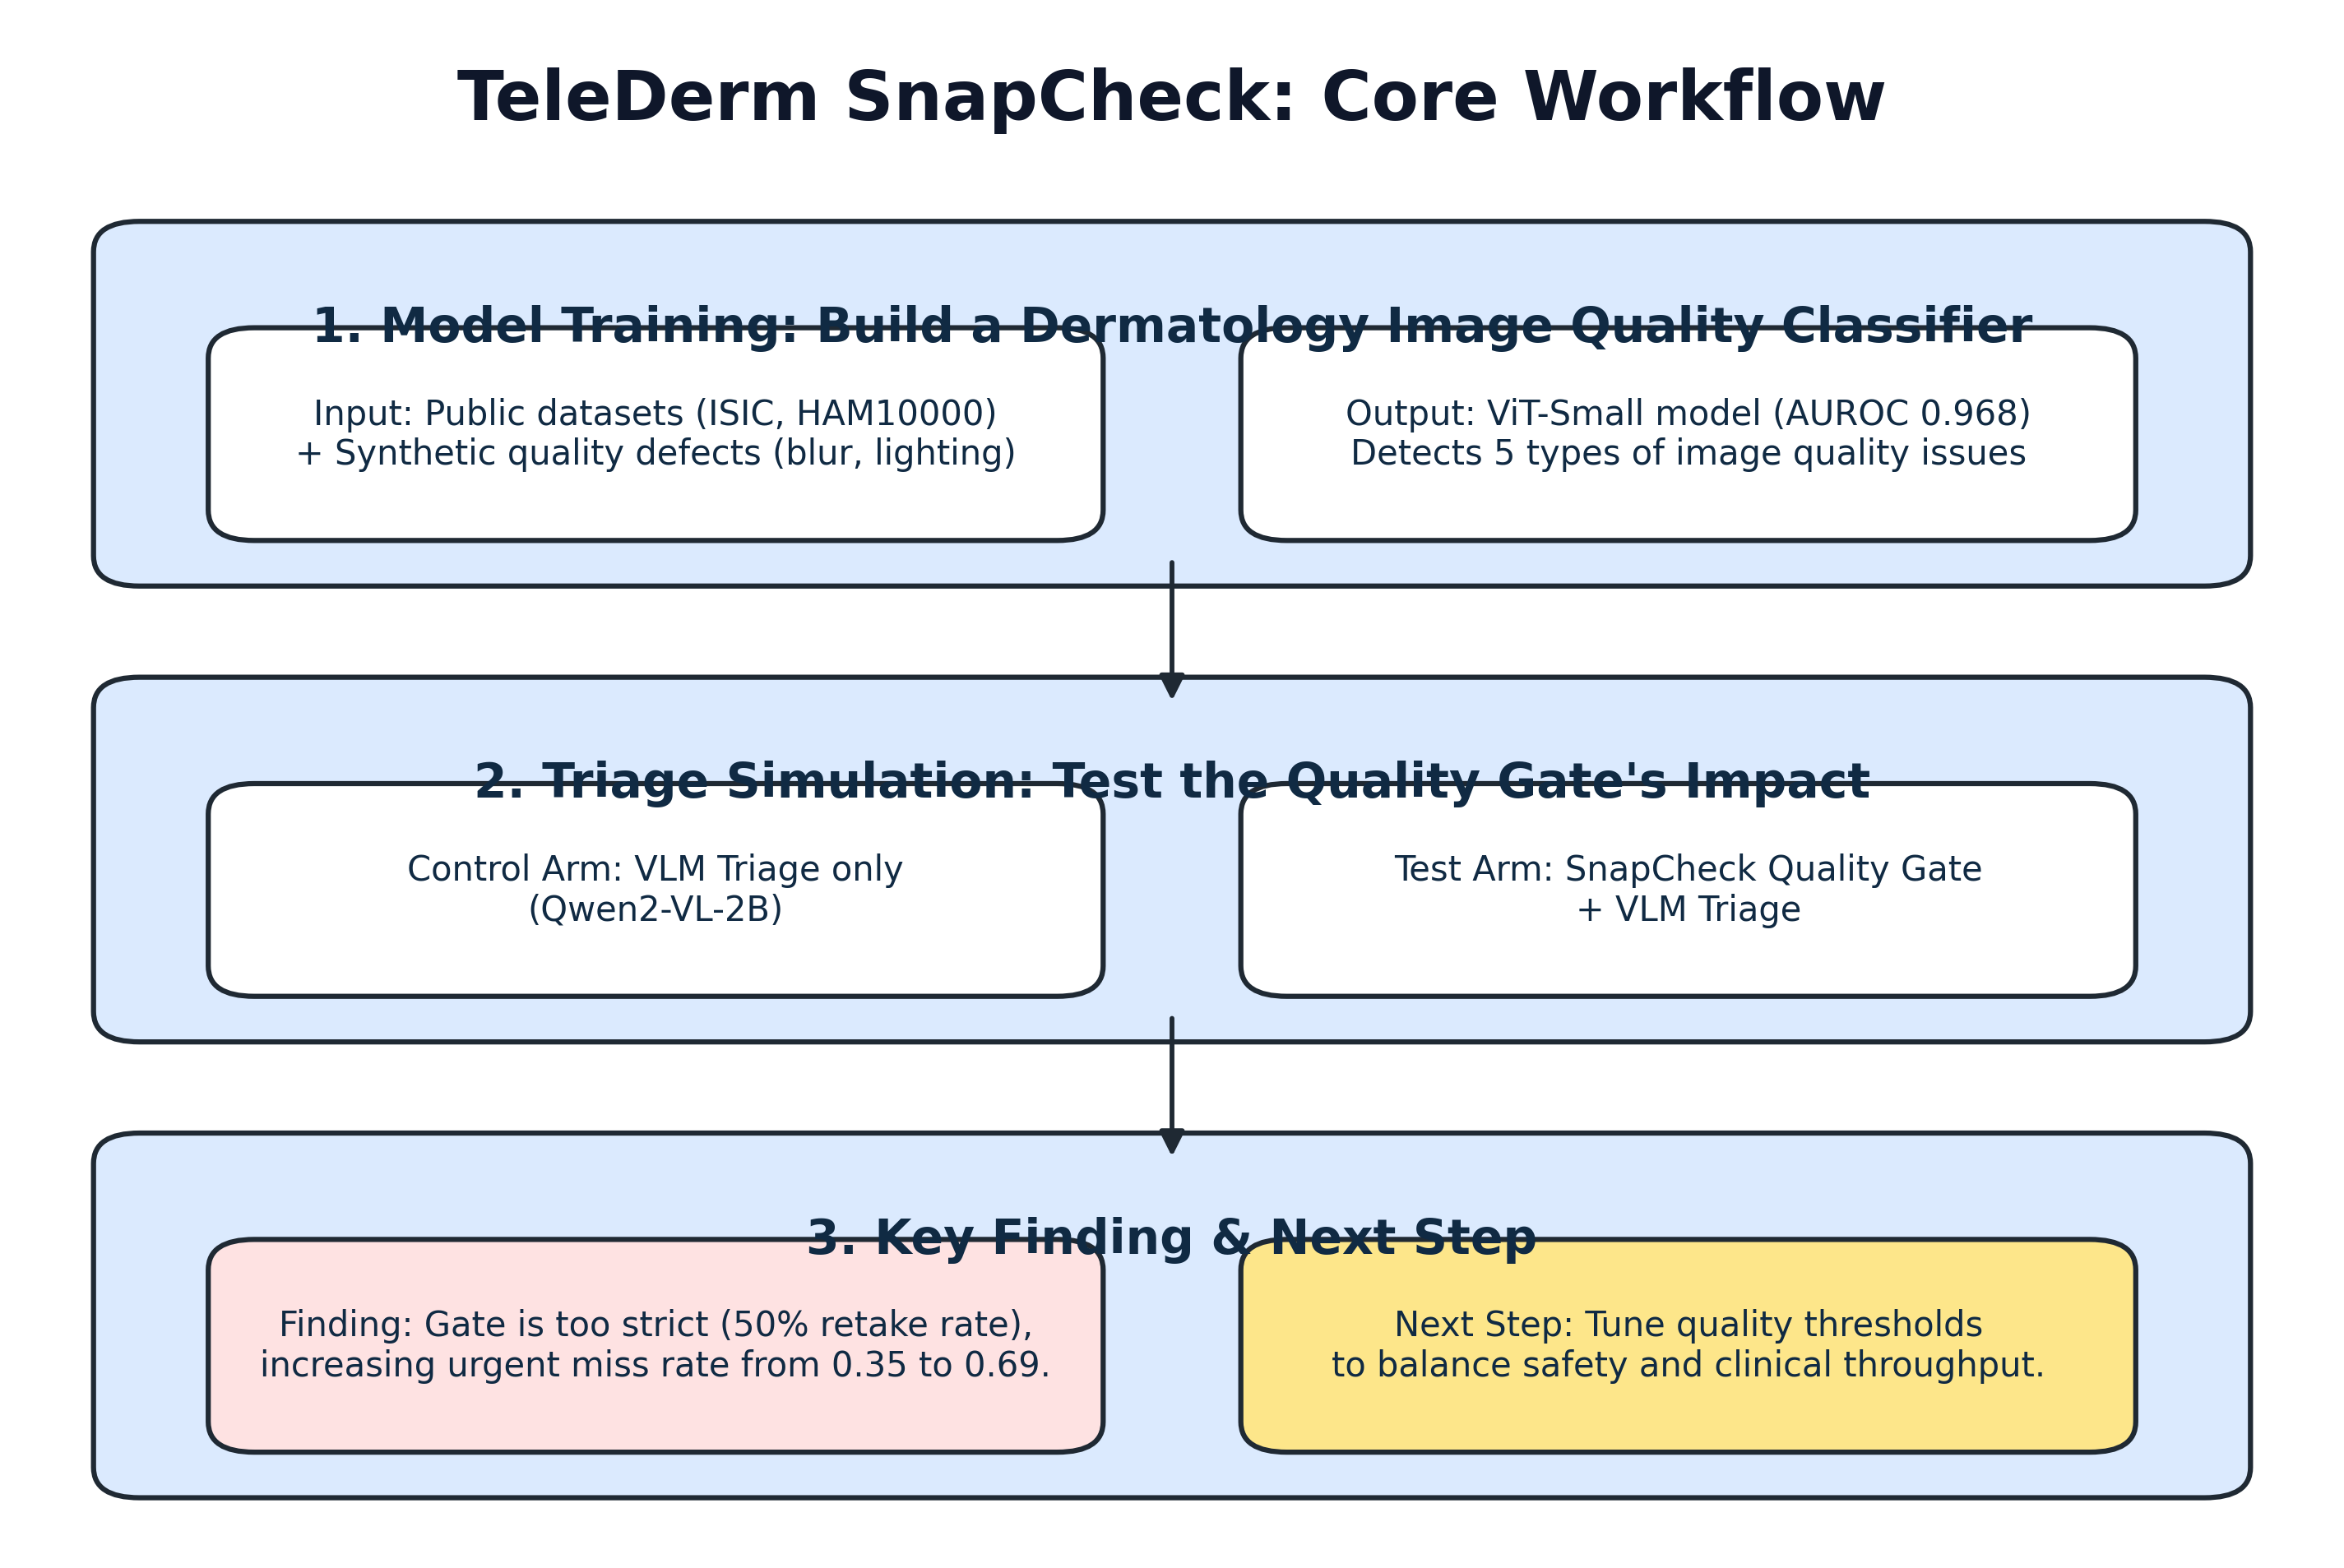 TeleDerm SnapCheck: Core Workflow
1. Model Training: Build a Dermatology Image Quality Classifier
Input: Public datasets (ISIC, HAM10000)
+ Synthetic quality defects (blur, lighting)
Output: ViT-Small model (AUROC 0.968)
Detects 5 types of image quality issues
2. Triage Simulation: Test the Quality Gate's Impact
Control Arm: VLM Triage only
(Qwen2-VL-2B)
Test Arm: SnapCheck Quality Gate
+ VLM Triage
3. Key Finding & Next Step
Finding: Gate is too strict (50% retake rate),
increasing urgent miss rate from 0.35 to 0.69.
Next Step: Tune quality thresholds
to balance safety and clinical throughput.